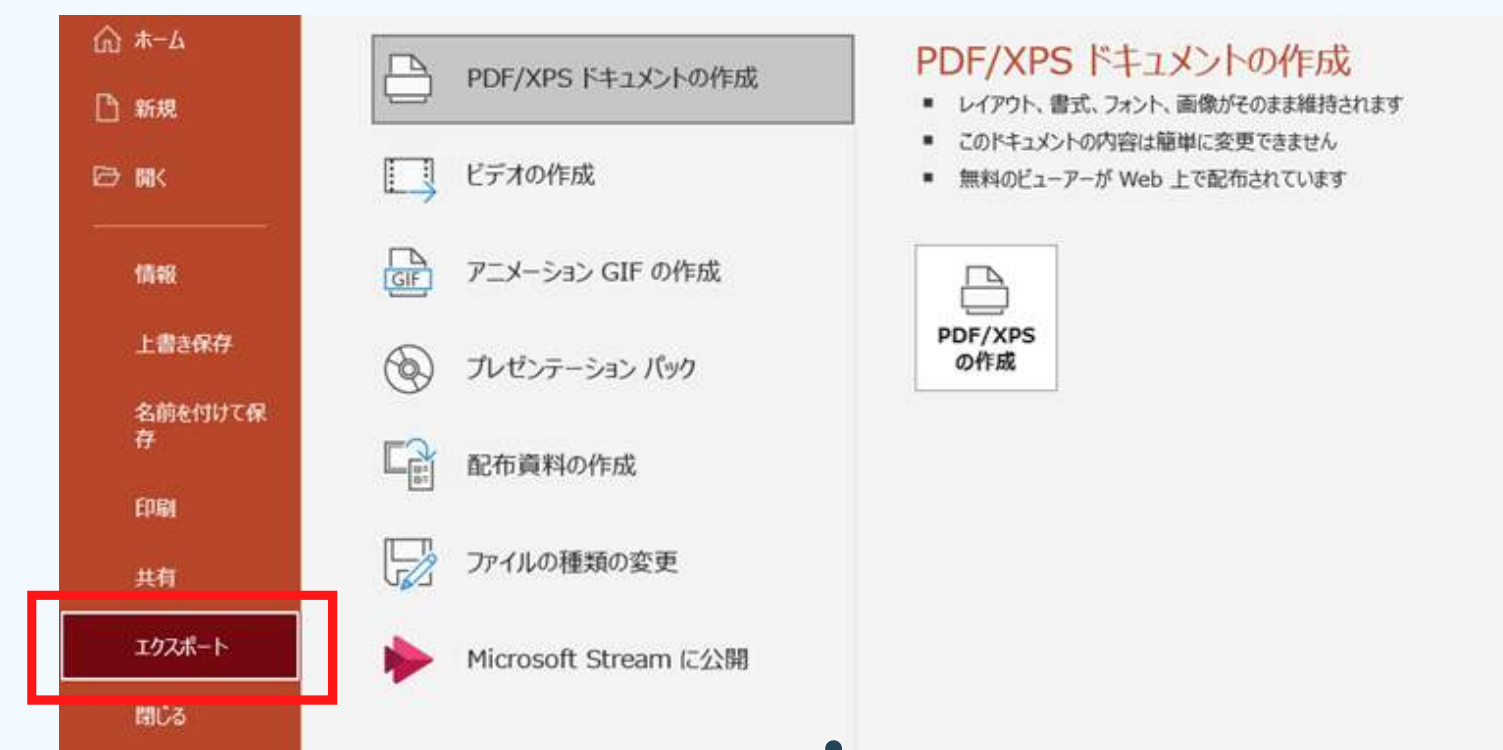 ホーム
新規
開く
情報
上書き保存
名前を付けて保
存
印刷
共有
エクスポート
閉じる
PDF/XPS ドキュメントの作成
ビデオの作成
GIF
アニメーション GIF の作成
プレゼンテーション パック
配布資料の作成
ファイルの種類の変更
Microsoft Stream に公開
PDF/XPS ドキュメントの作成
▪ レイアウト、書式、フォント、画像がそのまま維持されます
▪ このドキュメントの内容は簡単に変更できません
▪ 無料のビューアーが Web 上で配布されています
PDF/XPS
の作成